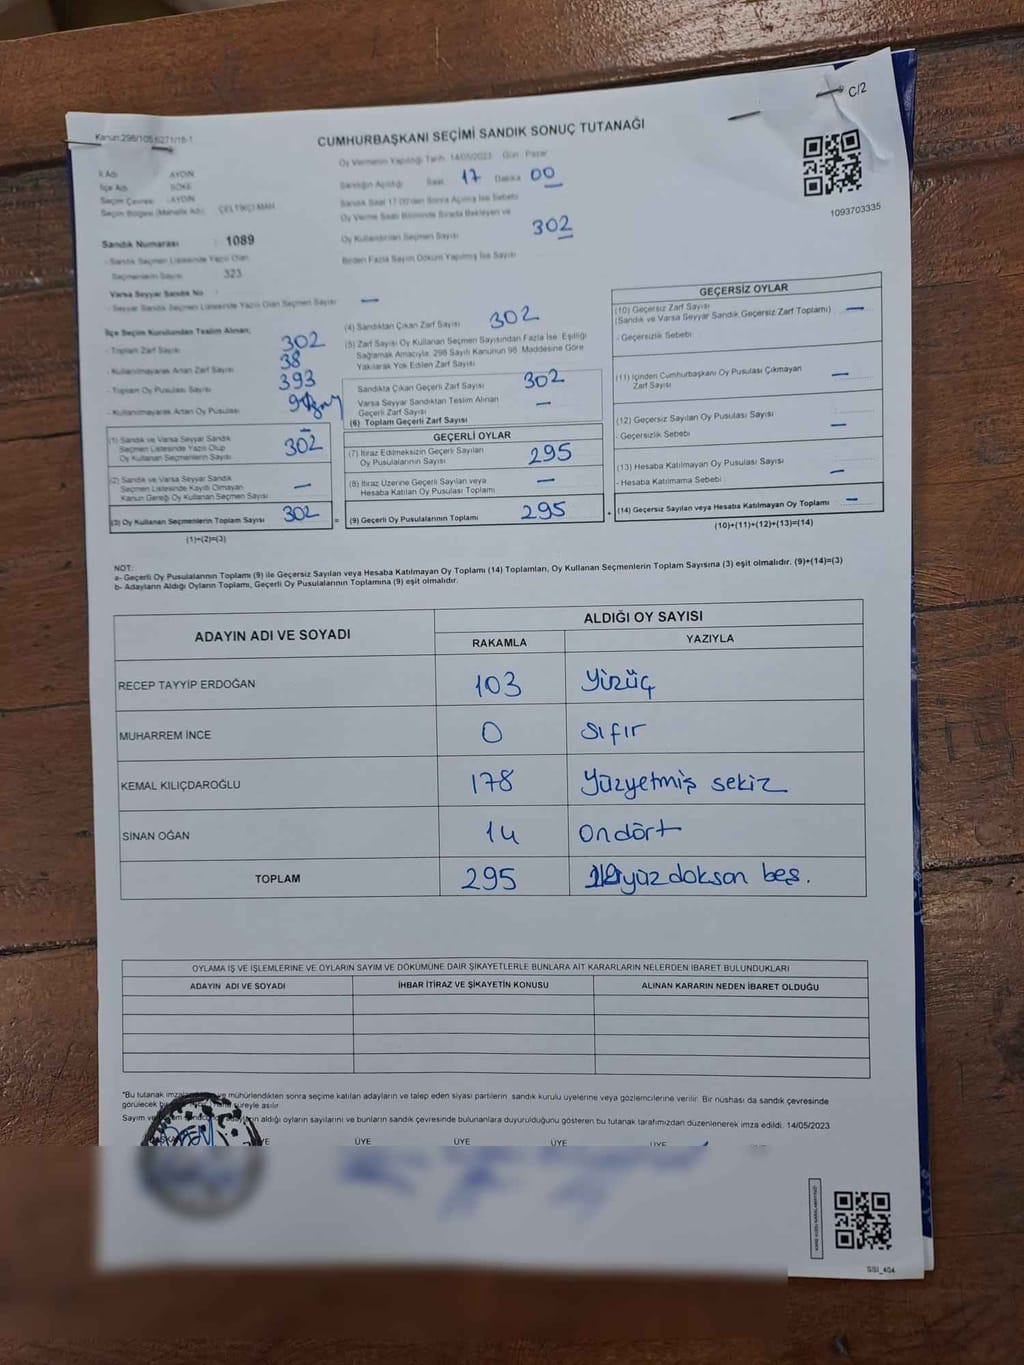 C/2
Kanun:298/105,6271/18-1
CUMHURBAŞKANI SEÇİMİ SANDIK SONUÇ TUTANAĞI
Oy Vermenin Yapıldığı Tarih 14/05/2023 Gün : Pazar
İl Adı AYDIN
Sandığın Açıldığı Saat 17 Dakika 00
İlçe Adı SÖKE
Seçim Çevresi AYDIN
Sandık Saat 17:00'den Sonra Açılmış İse Sebebi
Seçim Bölgesi (Mahalle Adı) ÇELTİKÇİ MAH.
Oy Verme Saati Bitiminde Sırada Bekleyen ve
Oy Kullandırılan Seçmen Sayısı 302
1093703335
Sandık Numarası : 1089
Birden Fazla Sayım Döküm Yapılmış İse Sayısı
- Sandık Seçmen Listesinde Yazılı Olan
Seçmenlerin Sayısı 323
Varsa Seyyar Sandık No
- Seyyar Sandık Seçmen Listesinde Yazılı Olan Seçmen Sayısı —
İlçe Seçim Kurulundan Teslim Alınan;
- Toplam Zarf Sayısı 302
- Kullanılmayarak Artan Zarf Sayısı 38
- Toplam Oy Pusulası Sayısı 393
- Kullanılmayarak Artan Oy Pusulası
(1) Sandık ve Varsa Seyyar Sandık
Seçmen Listesinde Yazılı Olup
Oy Kullanan Seçmenlerin Sayısı 302
(2) Sandık ve Varsa Seyyar Sandık
Seçmen Listesinde Kayıtlı Olmayan
Kanun Gereği Oy Kullanan Seçmen Sayısı —
(3) Oy Kullanan Seçmenlerin Toplam Sayısı 302
(1)+(2)=(3)
(4) Sandıktan Çıkan Zarf Sayısı 302
(5) Zarf Sayısı Oy Kullanan Seçmen Sayısından Fazla İse; Eşitliği
Sağlamak Amacıyla; 298 Sayılı Kanunun 98. Maddesine Göre
Yakılarak Yok Edilen Zarf Sayısı
Sandıkta Çıkan Geçerli Zarf Sayısı 302
Varsa Seyyar Sandıktan Teslim Alınan
Geçerli Zarf Sayısı —
(6) Toplam Geçerli Zarf Sayısı
GEÇERLİ OYLAR
(7) İtiraz Edilmeksizin Geçerli Sayılan
Oy Pusulalarının Sayısı 295
(8) İtiraz Üzerine Geçerli Sayılan veya
Hesaba Katılan Oy Pusulası Toplamı —
= (9) Geçerli Oy Pusulalarının Toplamı 295
GEÇERSİZ OYLAR
(10) Geçersiz Zarf Sayısı
(Sandık ve Varsa Seyyar Sandık Geçersiz Zarf Toplamı) —
- Geçersizlik Sebebi:
(11) İçinden Cumhurbaşkanı Oy Pusulası Çıkmayan
Zarf Sayısı —
(12) Geçersiz Sayılan Oy Pusulası Sayısı
- Geçersizlik Sebebi : —
(13) Hesaba Katılmayan Oy Pusulası Sayısı
- Hesaba Katılmama Sebebi : —
+ (14) Geçersiz Sayılan veya Hesaba Katılmayan Oy Toplamı —
(10)+(11)+(12)+(13)=(14)
NOT:
a- Geçerli Oy Pusulalarının Toplamı (9) ile Geçersiz Sayılan veya Hesaba Katılmayan Oy Toplamı (14) Toplamları, Oy Kullanan Seçmenlerin Toplam Sayısına (3) eşit olmalıdır. (9)+(14)=(3)
b- Adayların Aldığı Oyların Toplamı, Geçerli Oy Pusulalarının Toplamına (9) eşit olmalıdır.
ADAYIN ADI VE SOYADI
ALDIĞI OY SAYISI
RAKAMLA YAZIYLA
RECEP TAYYİP ERDOĞAN 103 Yüzüç
MUHARREM İNCE 0 Sıfır
KEMAL KILIÇDAROĞLU 178 Yüzyetmiş sekiz
SİNAN OĞAN 14 Ondört
TOPLAM 295 yüz doksan beş.
OYLAMA İŞ VE İŞLEMLERİNE VE OYLARIN SAYIM VE DÖKÜMÜNE DAİR ŞİKAYETLERLE BUNLARA AİT KARARLARIN NELERDEN İBARET BULUNDUKLARI
ADAYIN ADI VE SOYADI İHBAR İTİRAZ VE ŞİKAYETİN KONUSU ALINAN KARARIN NEDEN İBARET OLDUĞU
"Bu tutanak mühürlendikten sonra seçime katılan adayların ve talep eden siyasi partilerin sandık kurulu üyelerine veya gözlemcilerine verilir. Bir nüshası da sandık çevresinde
görülecek süreyle asılır
Sayım aldığı oyların sayılarını ve bunların sandık çevresinde bulunanlara duyurulduğunu gösteren bu tutanak tarafımızdan düzenlenerek imza edildi. 14/05/2023
ÜYE ÜYE ÜYE ÜYE
SSI_404